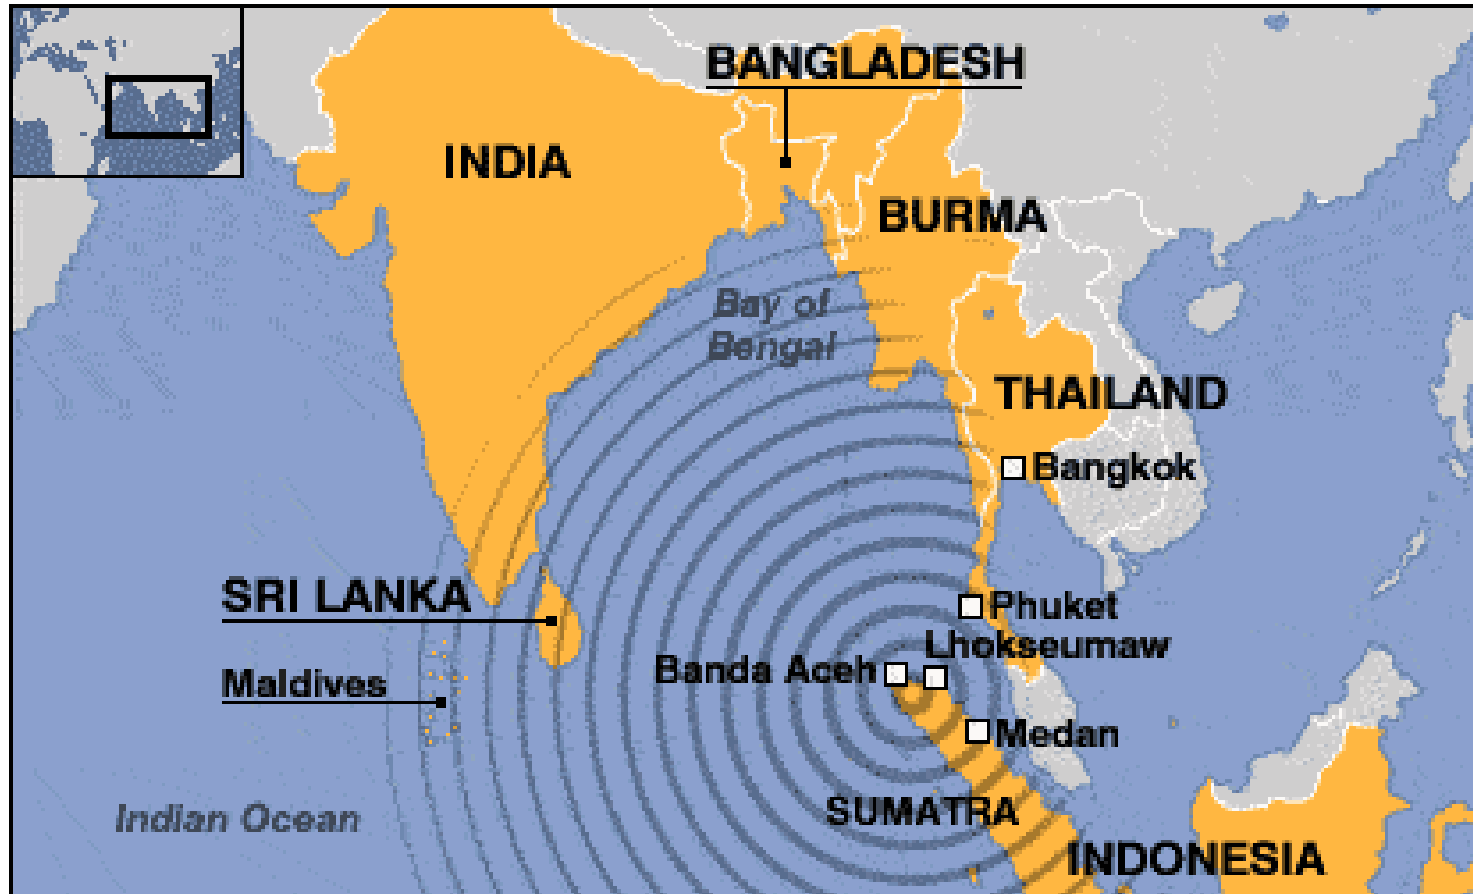 BANGLADESH
INDIA
BURMA
Bay of
Bengal
THAILAND
Bangkok
SRI LANKA
Phuket
Lhokseumaw
Banda Aceh
Maldives
Medan
Indian Ocean
SUMATRA
INDONESIA